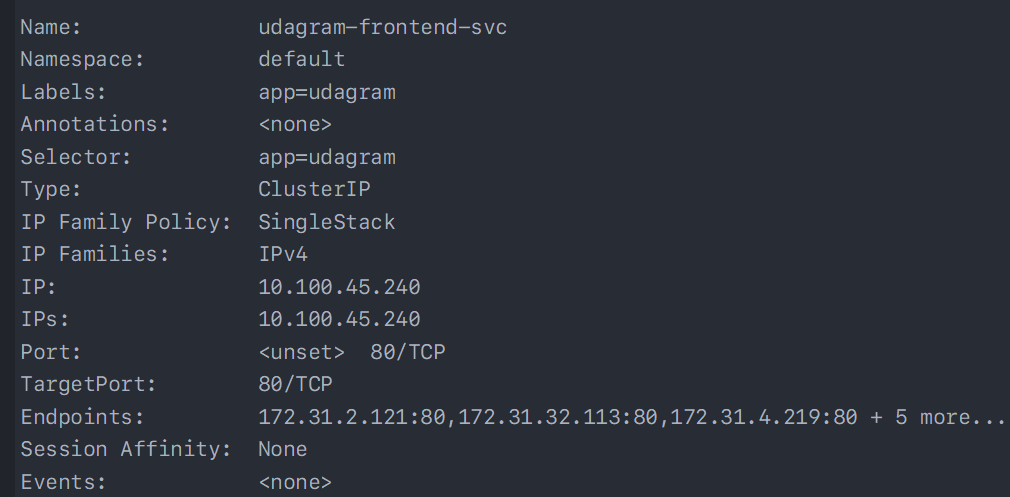 Name: udagram-frontend-svc
Namespace: default
Labels: app=udagram
Annotations: <none>
Selector: app=udagram
Type: ClusterIP
IP Family Policy: SingleStack
IP Families: IPv4
IP: 10.100.45.240
IPs: 10.100.45.240
Port: <unset> 80/TCP
TargetPort: 80/TCP
Endpoints: 172.31.2.121:80,172.31.32.113:80,172.31.4.219:80 + 5 more...
Session Affinity: None
Events: <none>